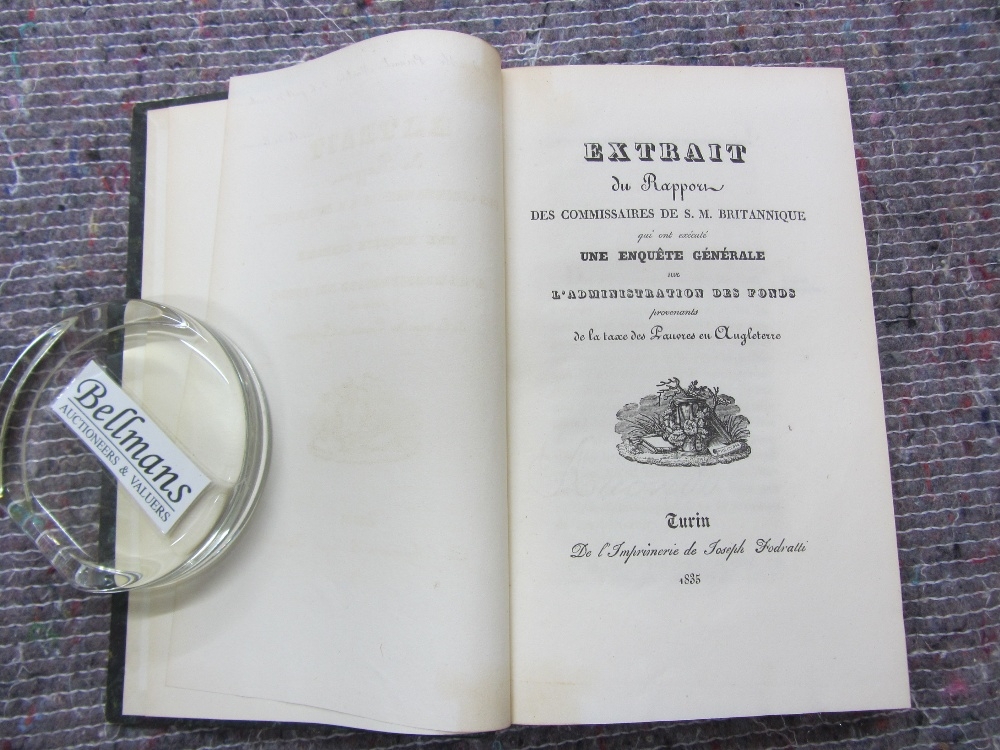 EXTRAIT
du Rapport
DES COMMISSAIRES DE S. M. BRITANNIQUE
qui ont exécuté
UNE ENQUÊTE GÉNÉRALE
sur
L'ADMINISTRATION DES FONDS
provenants
de la taxe des Pauvres en Angleterre
Turin
De l'Imprimerie de Joseph Fodratti
1835
Bellmans
AUCTIONEERS & VALUERS